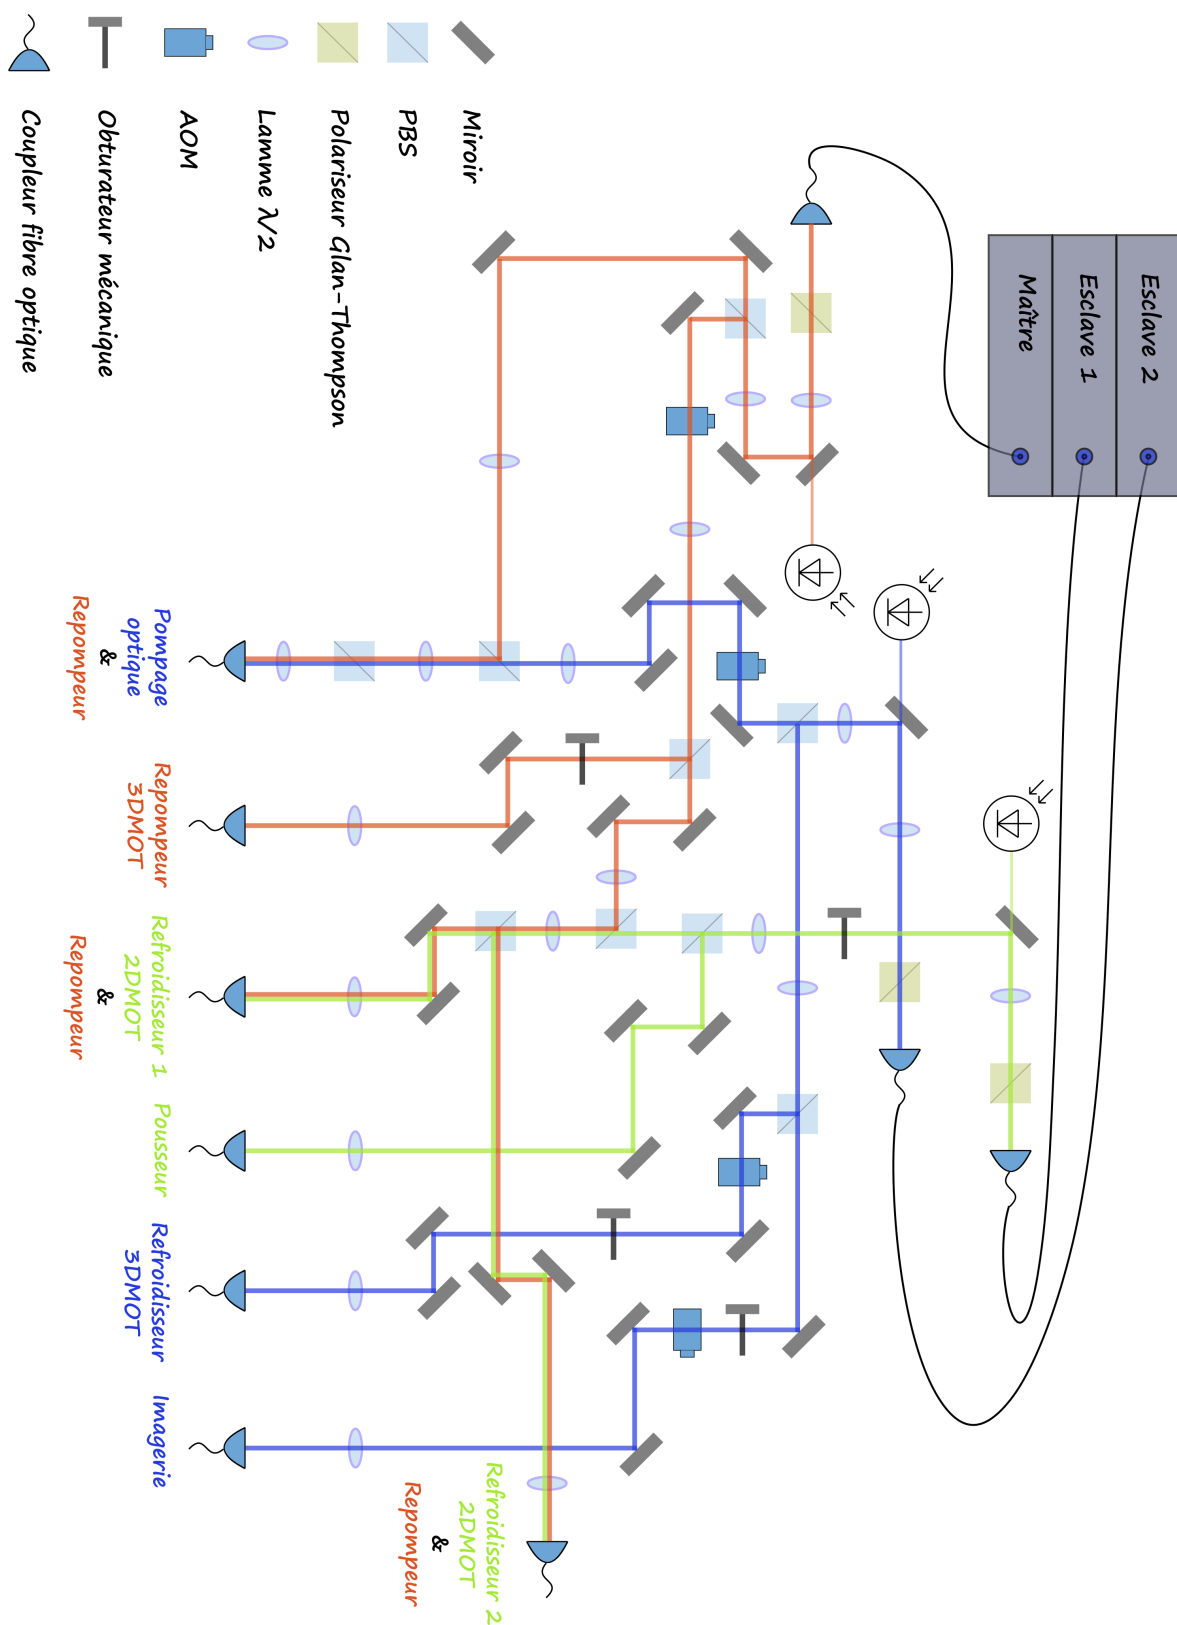 Esclave 2
Esclave 1
Maître
Miroir
PBS
Polariseur Glan-Thompson
Lamme λ/2
AOM
Obturateur mécanique
Coupleur fibre optique
Pompage
optique
&
Repompeur
Repompeur
3DMOT
Refroidisseur 1
2DMOT
&
Repompeur
Pousseur
Refroidisseur
3DMOT
Imagerie
Refroidisseur 2
2DMOT
&
Repompeur